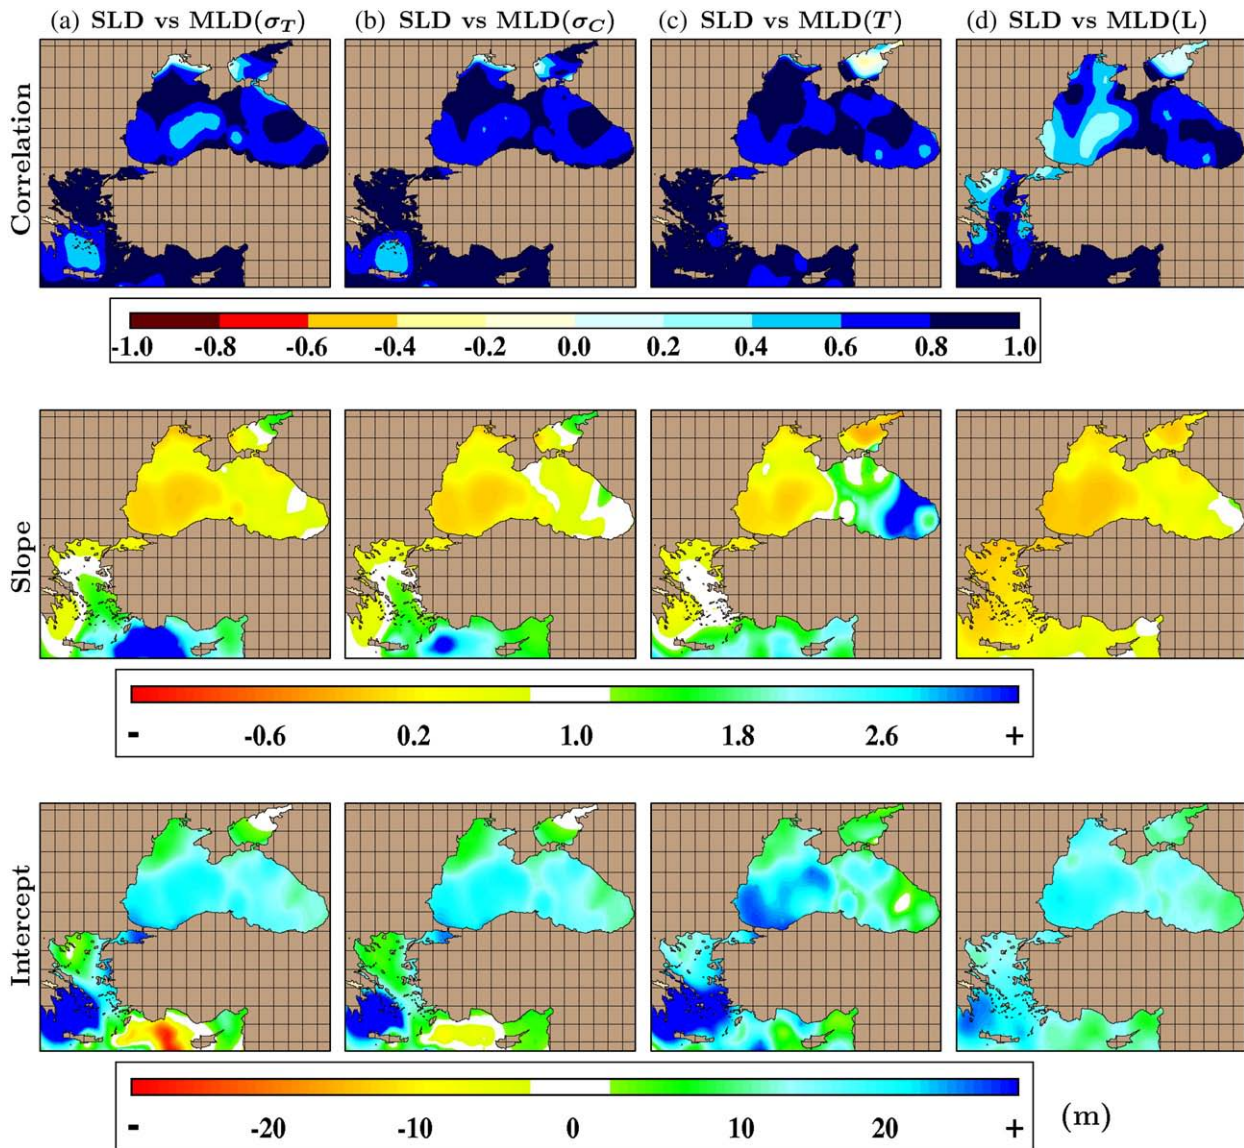 (a) SLD vs MLD(σ_T) (b) SLD vs MLD(σ_C) (c) SLD vs MLD(T) (d) SLD vs MLD(L)
Correlation
-1.0 -0.8 -0.6 -0.4 -0.2 0.0 0.2 0.4 0.6 0.8 1.0
Slope
- -0.6 0.2 1.0 1.8 2.6 +
Intercept
- -20 -10 0 10 20 + (m)